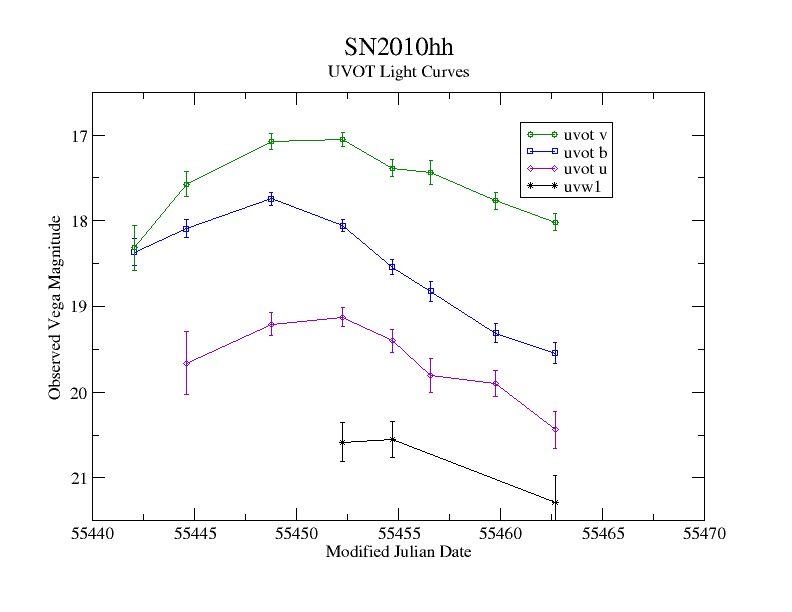 SN2010hh
UVOT Light Curves
17
18
19
20
21
Observed Vega Magnitude
uvot v
uvot b
uvot u
uvw1
55440 55445 55450 55455 55460 55465 55470
Modified Julian Date